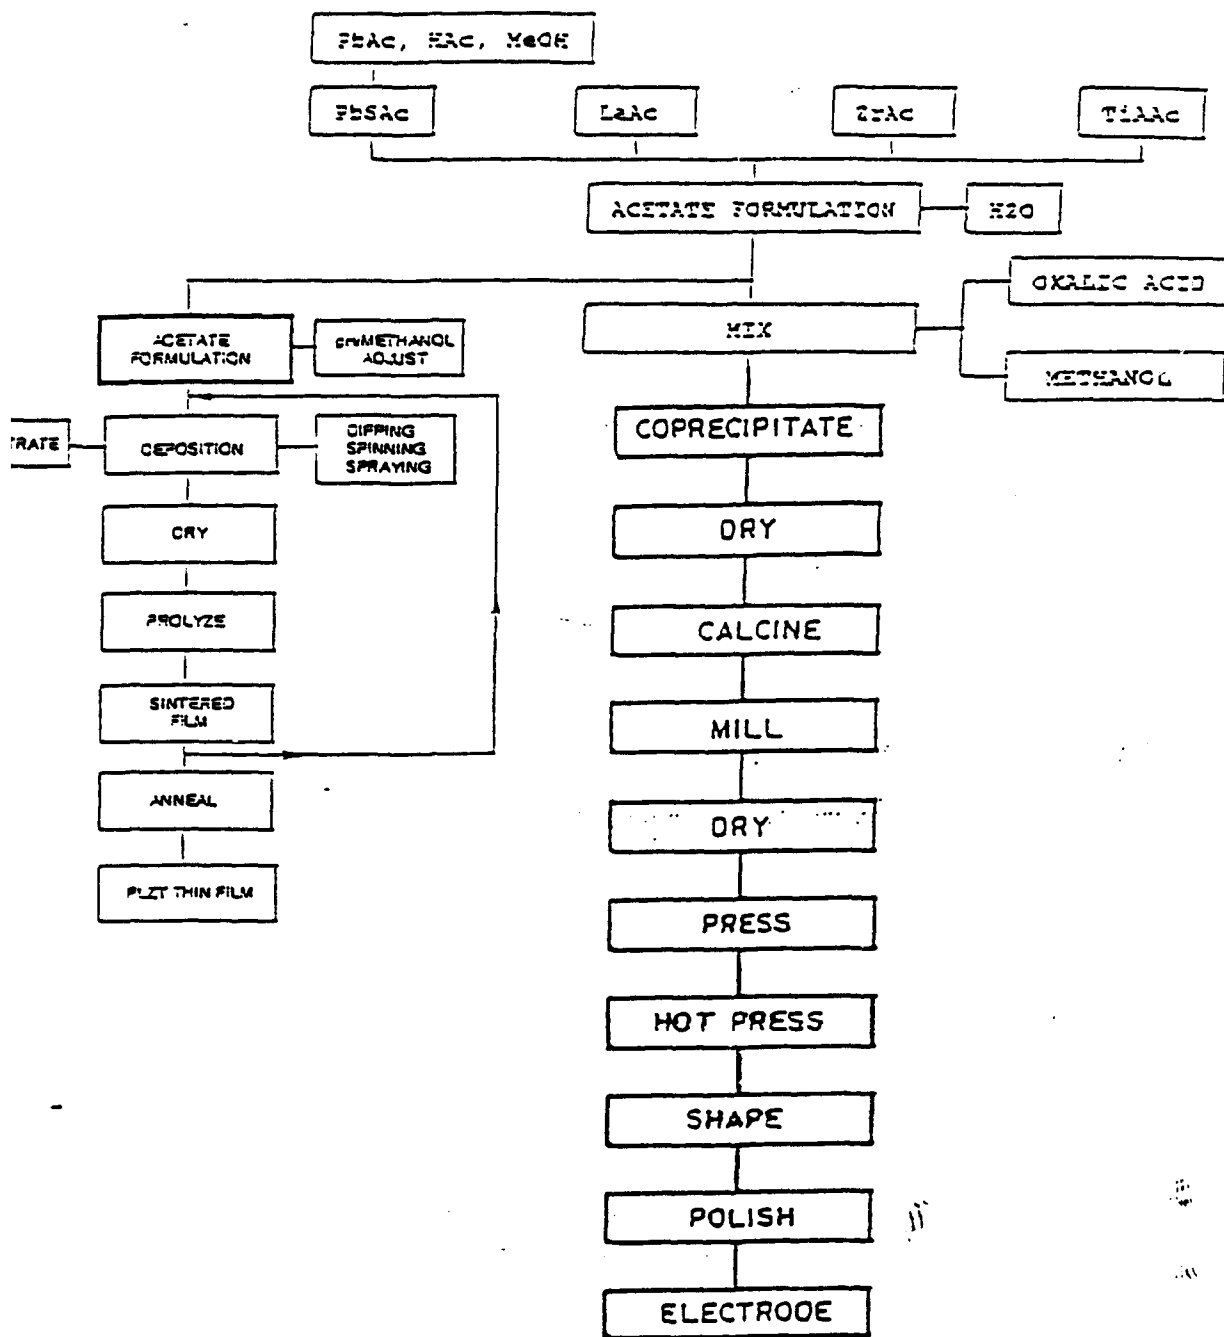 PbAc, HAc, MeOH
PbSAc
LaAc
ZrAc
TiAAc
ACETATE FORMULATION
H2O
OXALIC ACID
MIX
METHANOL
ACETATE
FORMULATION
METHANOL
ADJUST
COPRECIPITATE
TRATE
DEPOSITION
DIPPING
SPINNING
SPRAYING
DRY
DRY
PROLYZE
CALCINE
SINTERED
FILM
MILL
ANNEAL
DRY
PLZT THIN FILM
PRESS
HOT PRESS
SHAPE
POLISH
ELECTRODE